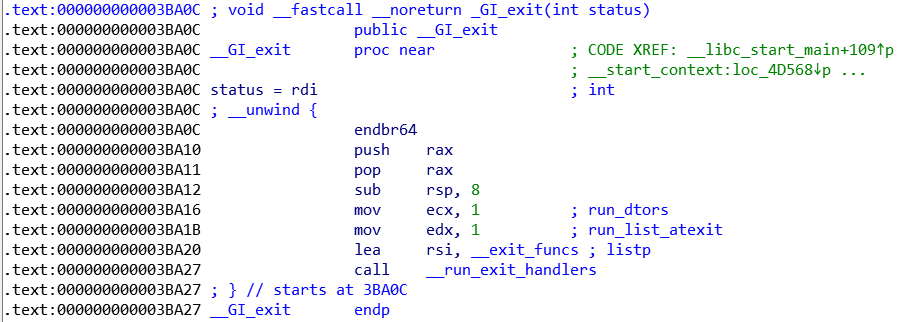 .text:000000000003BA0C ; void __fastcall __noreturn _GI_exit(int status)
.text:000000000003BA0C public __GI_exit
.text:000000000003BA0C __GI_exit proc near ; CODE XREF: __libc_start_main+109↑p
.text:000000000003BA0C ; __start_context:loc_4D568↓p ...
.text:000000000003BA0C status = rdi ; int
.text:000000000003BA0C ; __unwind {
.text:000000000003BA0C endbr64
.text:000000000003BA10 push rax
.text:000000000003BA11 pop rax
.text:000000000003BA12 sub rsp, 8
.text:000000000003BA16 mov ecx, 1 ; run_dtors
.text:000000000003BA1B mov edx, 1 ; run_list_atexit
.text:000000000003BA20 lea rsi, __exit_funcs ; listp
.text:000000000003BA27 call __run_exit_handlers
.text:000000000003BA27 ; } // starts at 3BA0C
.text:000000000003BA27 __GI_exit endp